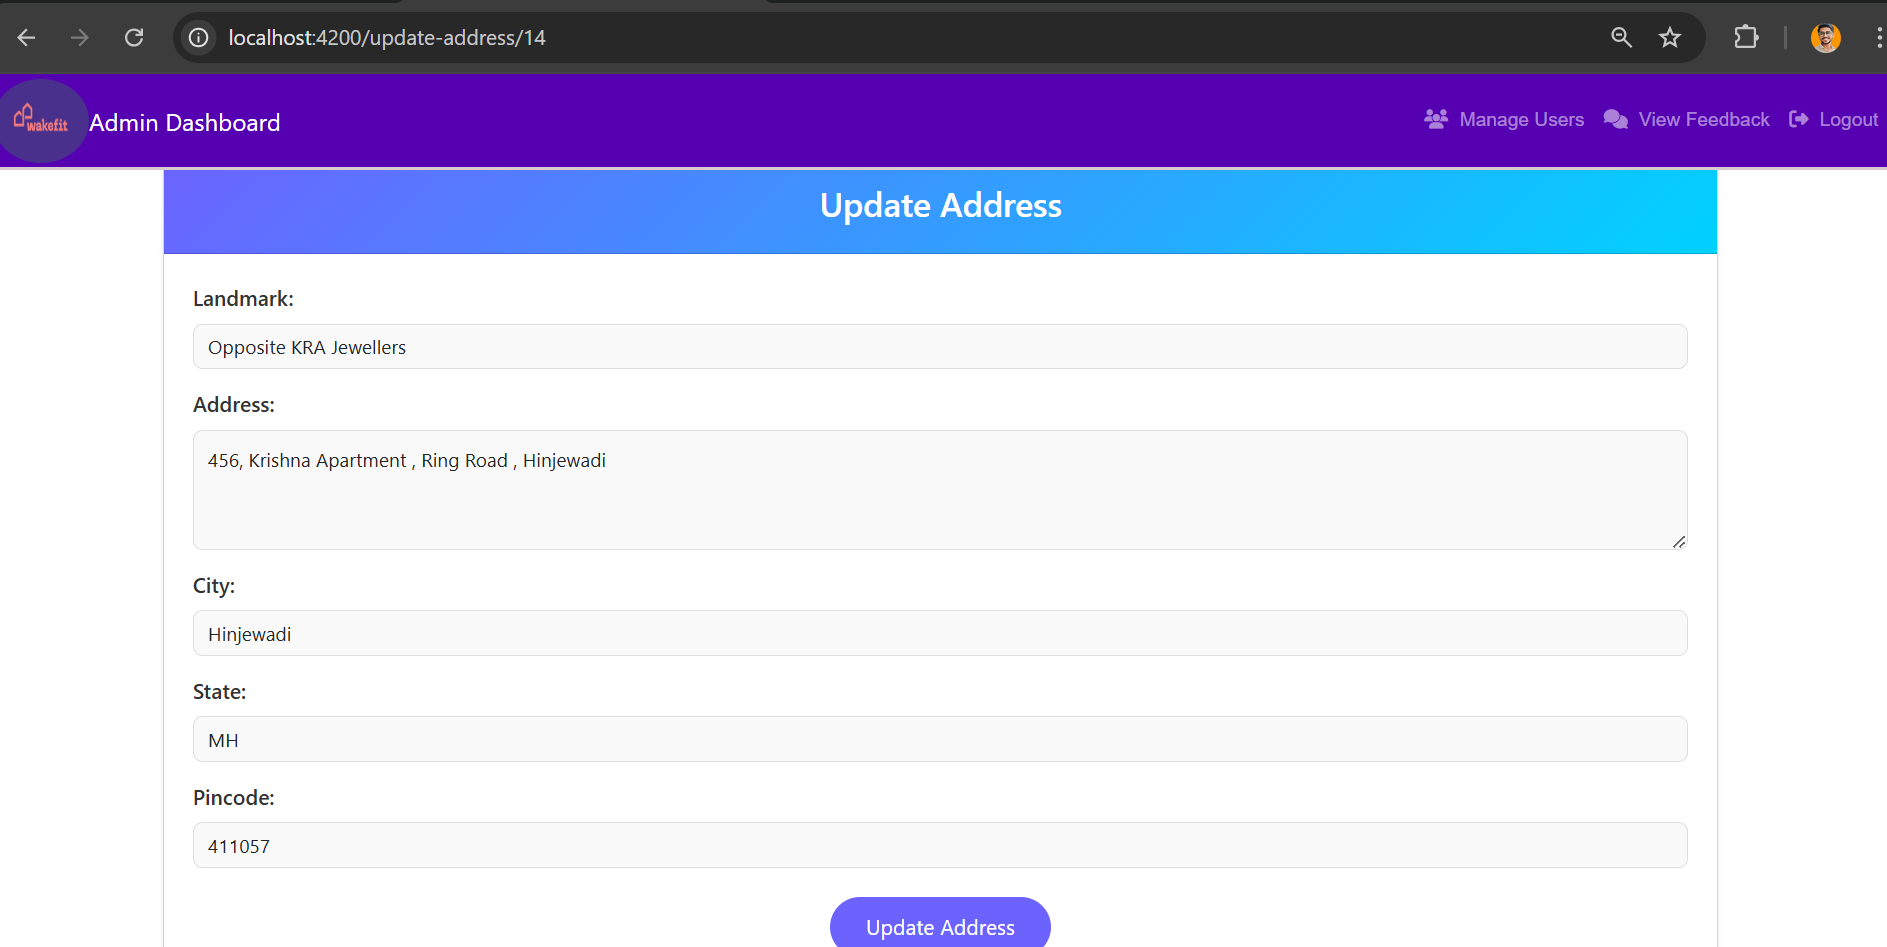 localhost:4200/update-address/14
wakefit
Admin Dashboard
Manage Users
View Feedback
Logout
Update Address
Landmark:
Opposite KRA Jewellers
Address:
456, Krishna Apartment , Ring Road , Hinjewadi
City:
Hinjewadi
State:
MH
Pincode:
411057
Update Address